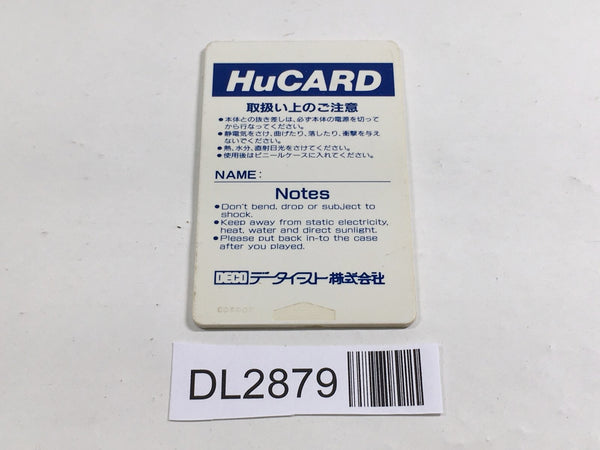 HuCARD
取扱い上のご注意
●本体との抜き差しは、必ず本体の電源を切って
から行なってください。
●静電気をさけ、曲げたり、落したり、衝撃を与え
ないでください。
●熱、水分、直射日光をさけてください。
●使用後はビニールケースに入れてください。
NAME:
Notes
●Don't bend, drop or subject to
shock.
●Keep away from static electricity,
heat, water and direct sunlight.
●Please put back in-to the case
after you played.
DECO データイースト株式会社
DL2879